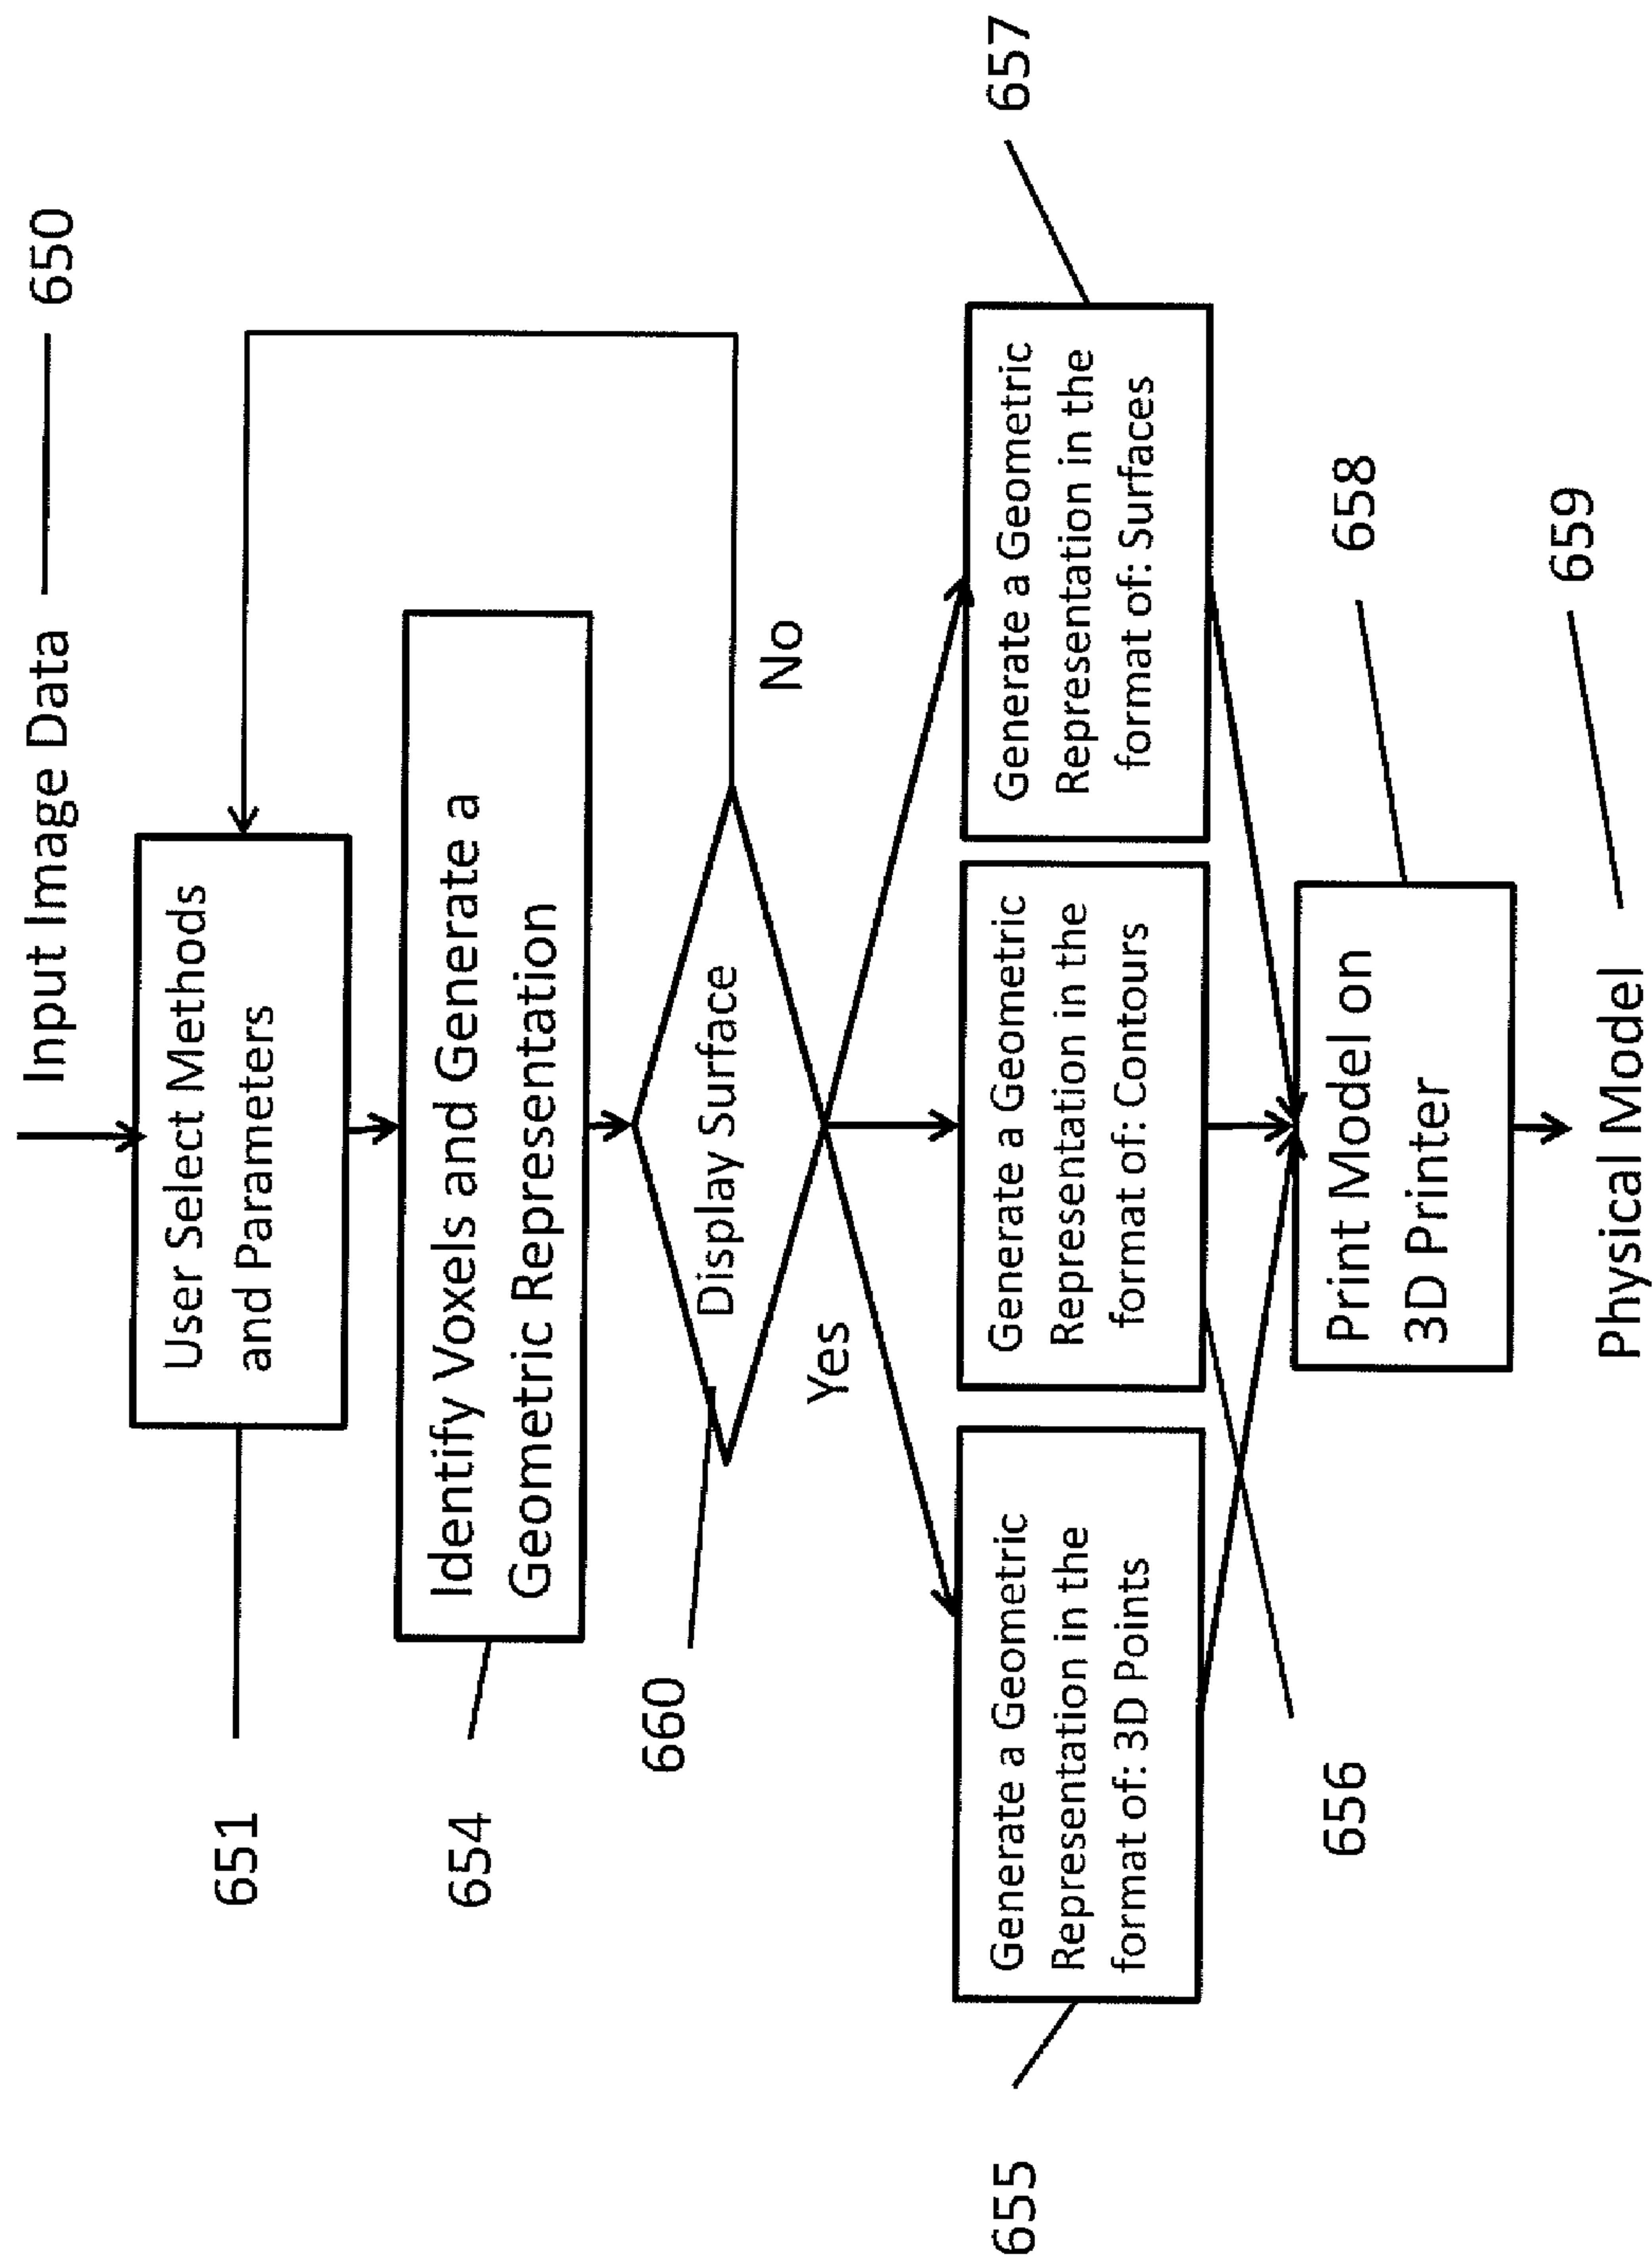 Input Image Data
650
User Select Methods
and Parameters
651
Identify Voxels and Generate a
Geometric Representation
654
Display Surface
660
No
Yes
Generate a Geometric
Representation in the
format of: 3D Points
655
Generate a Geometric
Representation in the
format of: Contours
656
Generate a Geometric
Representation in the
format of: Surfaces
657
Print Model on
3D Printer
658
Physical Model
659